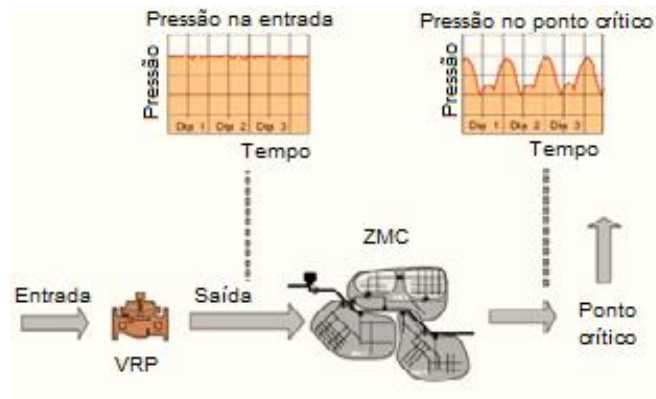 Pressão na entrada
Pressão
Dia 1 Dia 2 Dia 3
Tempo
Pressão no ponto crítico
Pressão
Dia 1 Dia 2 Dia 3
Tempo
ZMC
Entrada
Saída
VRP
Ponto
crítico